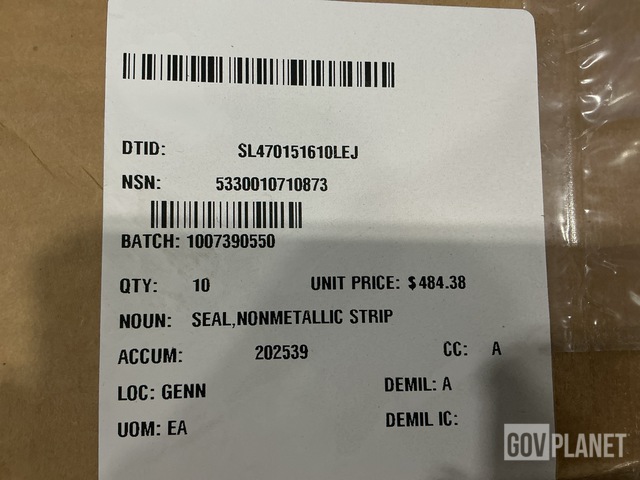 DTID: SL470151610LEJ
NSN: 5330010710873
BATCH: 1007390550
QTY: 10 UNIT PRICE: $484.38
NOUN: SEAL,NONMETALLIC STRIP
ACCUM: 202539 CC: A
LOC: GENN DEMIL: A
UOM: EA DEMIL IC:
GOVPLANET